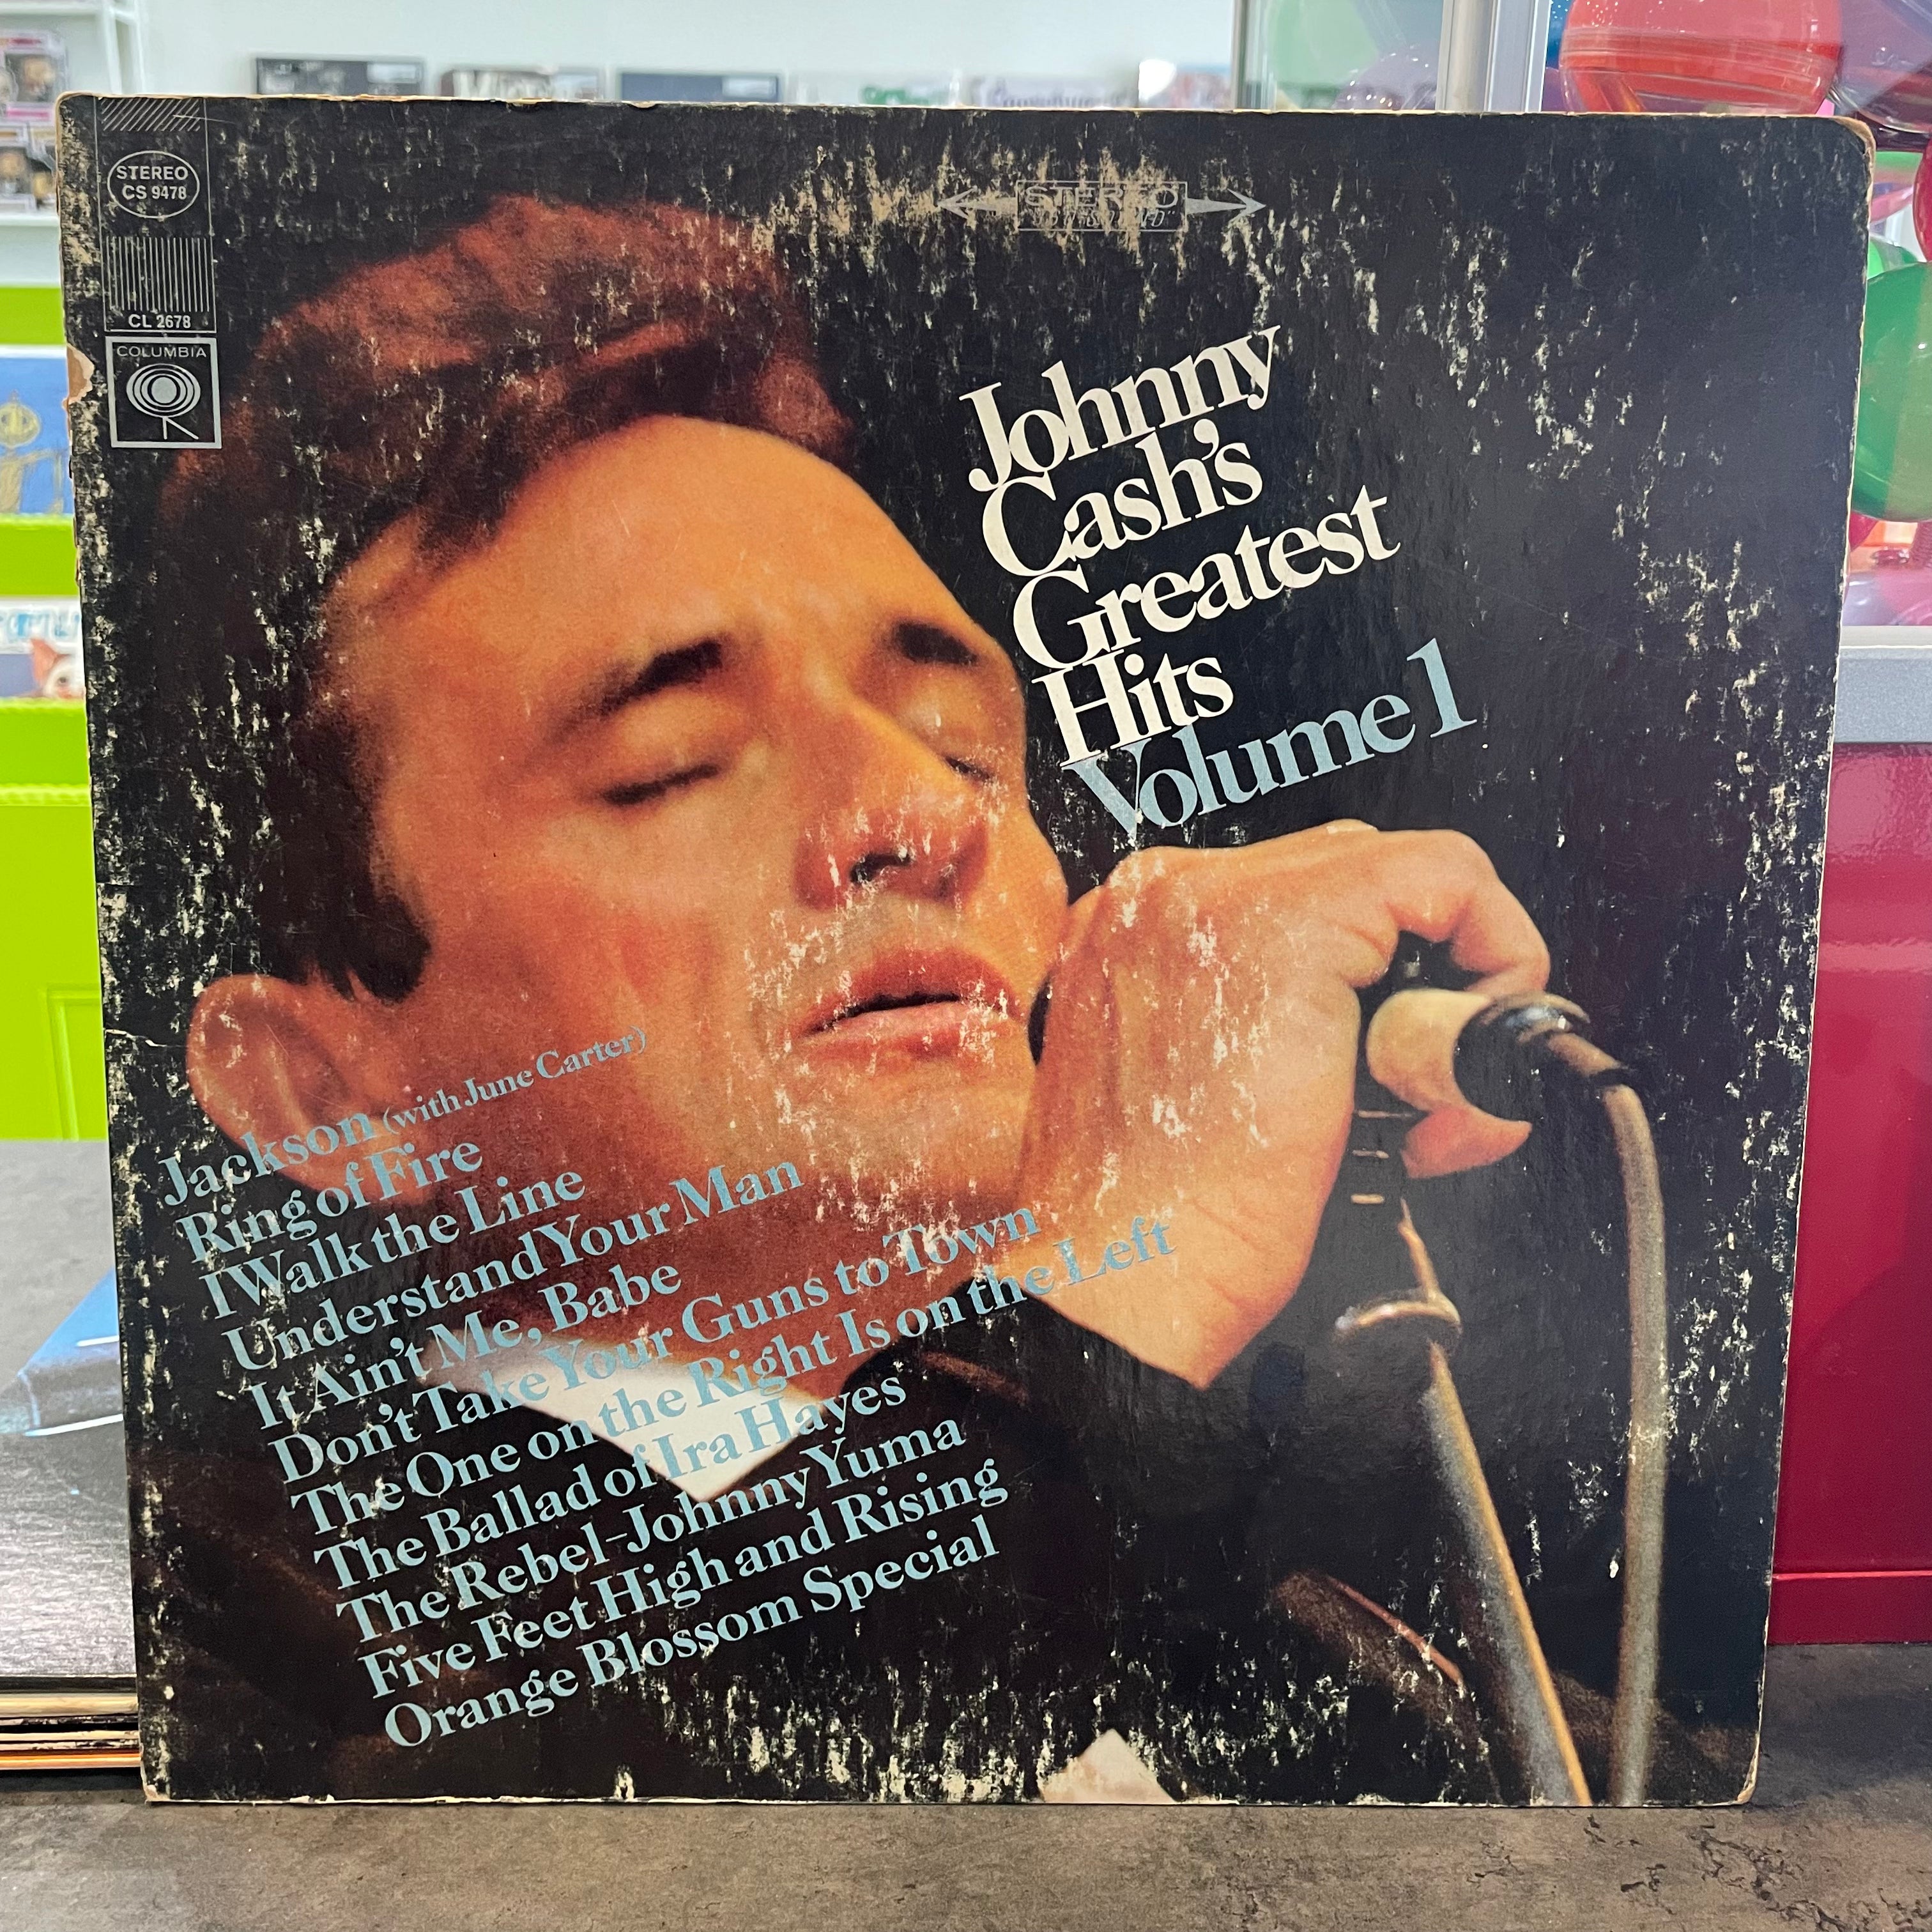 STEREO
CS 9478
CL 2678
COLUMBIA
STEREO
Johnny
Cash's
Greatest
Hits
Volume 1
Jackson (with June Carter)
Ring of Fire
I Walk the Line
Understand Your Man
It Ain't Me, Babe
Don't Take Your Guns to Town
The One on the Right Is on the Left
The Ballad of Ira Hayes
The Rebel-Johnny Yuma
Five Feet High and Rising
Orange Blossom Special